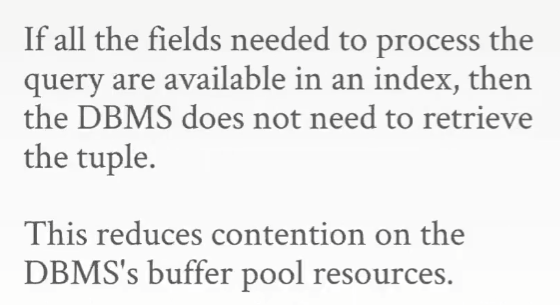 If all the fields needed to process the
query are available in an index, then
the DBMS does not need to retrieve
the tuple.
This reduces contention on the
DBMS's buffer pool resources.